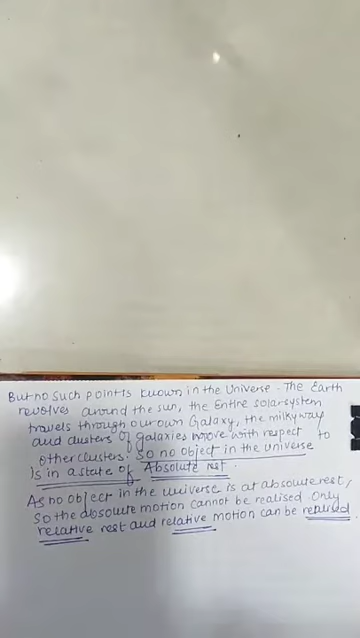 But no such point is known in the Universe - The Earth
revolves around the sun, the Entire solar system
travels through our own Galaxy, the milky way
and clusters of galaxies move with respect to
other clusters. So no object in the universe
Is in a state of Absolute rest.
As no object in the universe is at absolute rest,
so the absolute motion cannot be realised only
relative rest and relative motion can be realised